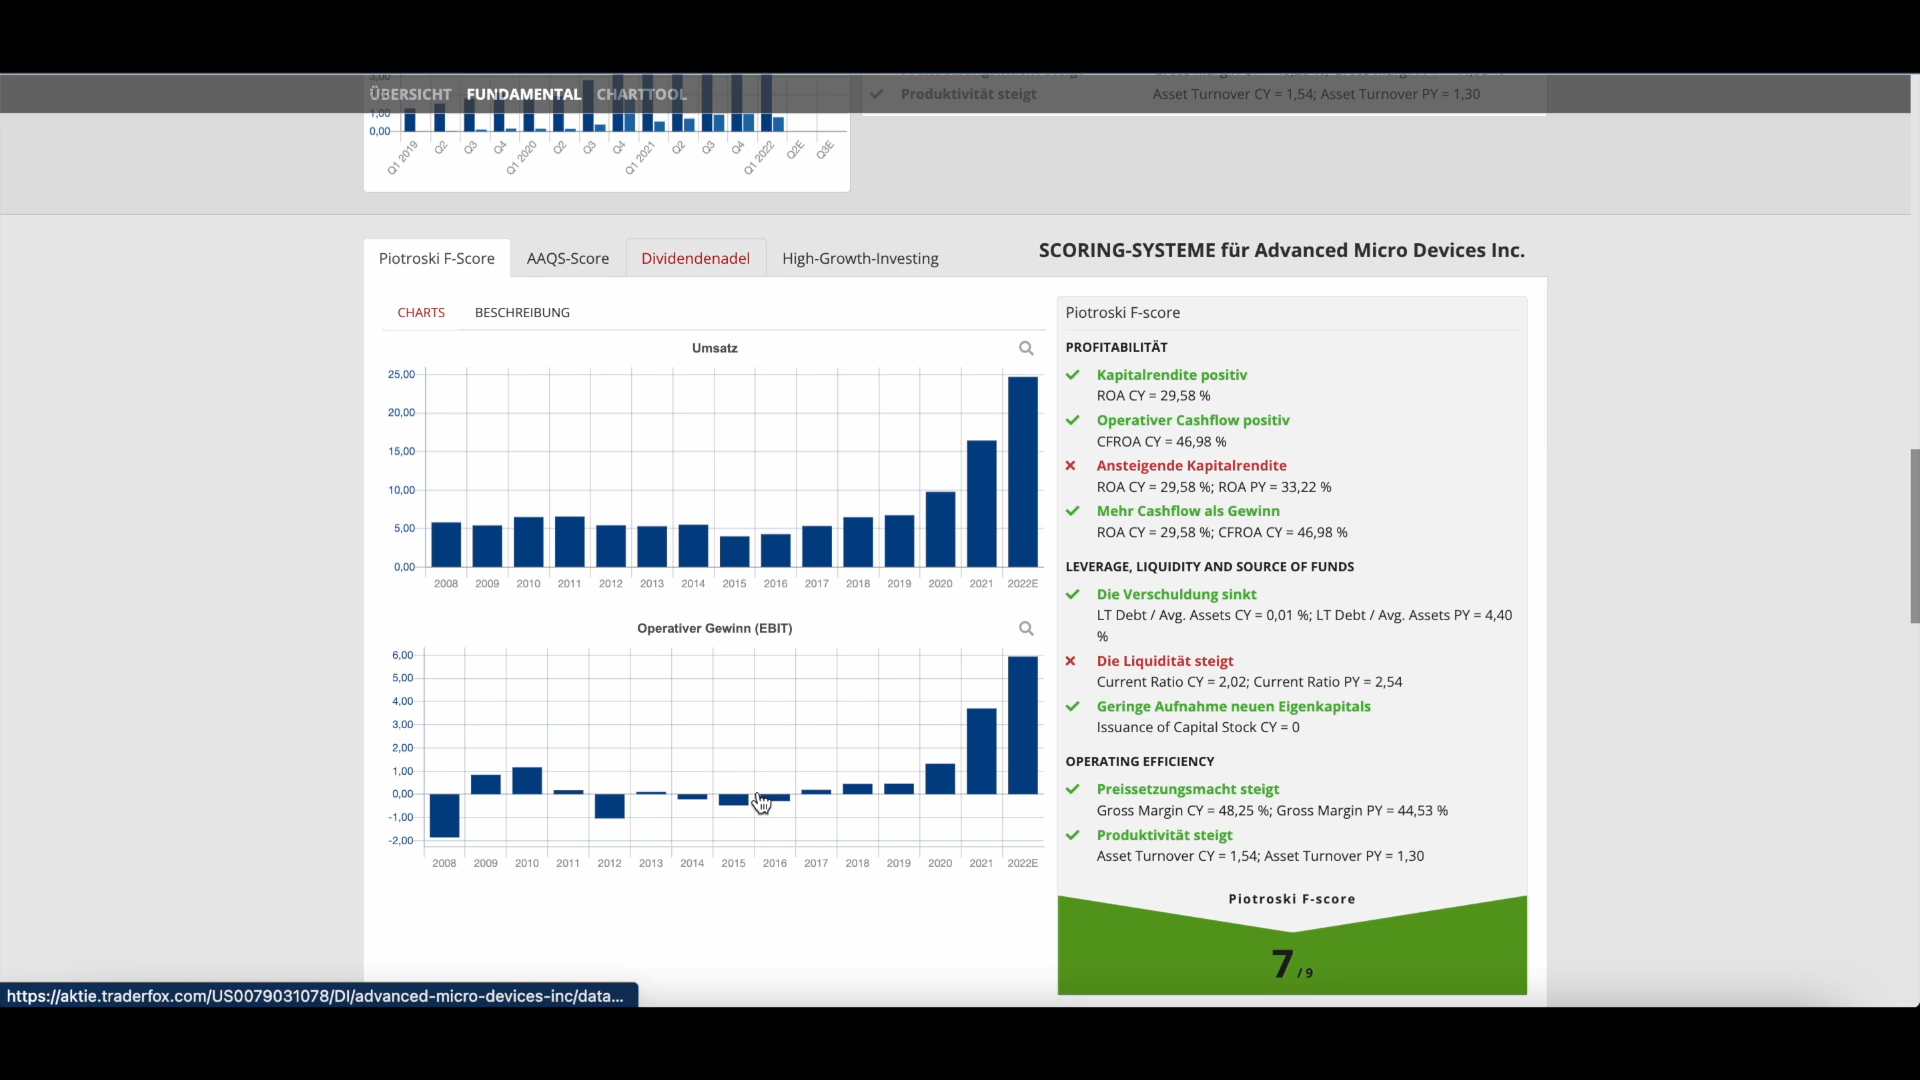 3,00
ÜBERSICHT FUNDAMENTAL CHARTTOOL
Produktivität steigt Asset Turnover CY = 1,54; Asset Turnover PY = 1,30
1,00
0,00
Q1 2019 Q2 Q3 Q4 Q1 2020 Q2 Q3 Q4 Q1 2021 Q2 Q3 Q4 Q1 2022 Q2E Q3E
Piotroski F-Score AAQS-Score Dividendenadel High-Growth-Investing
SCORING-SYSTEME für Advanced Micro Devices Inc.
CHARTS BESCHREIBUNG
Umsatz
25,00
20,00
15,00
10,00
5,00
0,00
2008 2009 2010 2011 2012 2013 2014 2015 2016 2017 2018 2019 2020 2021 2022E
Operativer Gewinn (EBIT)
6,00
5,00
4,00
3,00
2,00
1,00
0,00
-1,00
-2,00
2008 2009 2010 2011 2012 2013 2014 2015 2016 2017 2018 2019 2020 2021 2022E
Piotroski F-score
PROFITABILITÄT
Kapitalrendite positiv
ROA CY = 29,58 %
Operativer Cashflow positiv
CFROA CY = 46,98 %
Ansteigende Kapitalrendite
ROA CY = 29,58 %; ROA PY = 33,22 %
Mehr Cashflow als Gewinn
ROA CY = 29,58 %; CFROA CY = 46,98 %
LEVERAGE, LIQUIDITY AND SOURCE OF FUNDS
Die Verschuldung sinkt
LT Debt / Avg. Assets CY = 0,01 %; LT Debt / Avg. Assets PY = 4,40
%
Die Liquidität steigt
Current Ratio CY = 2,02; Current Ratio PY = 2,54
Geringe Aufnahme neuen Eigenkapitals
Issuance of Capital Stock CY = 0
OPERATING EFFICIENCY
Preissetzungsmacht steigt
Gross Margin CY = 48,25 %; Gross Margin PY = 44,53 %
Produktivität steigt
Asset Turnover CY = 1,54; Asset Turnover PY = 1,30
Piotroski F-score
7 / 9
https://aktie.traderfox.com/US0079031078/DI/advanced-micro-devices-inc/data...